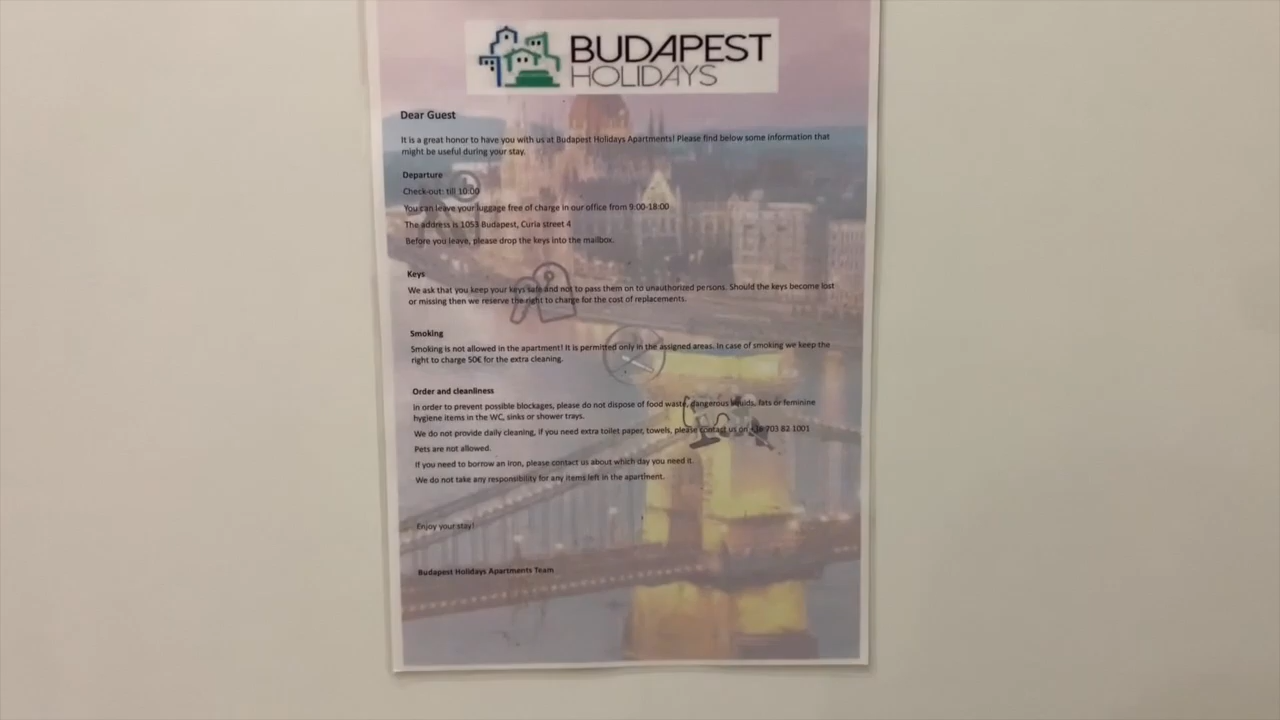 BUDAPEST
HOLIDAYS
Dear Guest
It is a great honor to have you with us at Budapest Holidays Apartments! Please find below some information that
might be useful during your stay.
Departure
Check-out: till 10:00
You can leave your luggage free of charge in our office from 9:00-18:00
The address is 1053 Budapest, Curia street 4
Before you leave, please drop the keys into the mailbox.
Keys
We ask that you keep your keys safe and not to pass them on to unauthorized persons. Should the keys become lost
or missing then we reserve the right to charge for the cost of replacements.
Smoking
Smoking is not allowed in the apartment! It is permitted only in the assigned areas. In case of smoking we keep the
right to charge 50€ for the extra cleaning.
Order and cleanliness
In order to prevent possible blockages, please do not dispose of food waste, dangerous liquids, fats or feminine
hygiene items in the WC, sinks or shower trays.
We do not provide daily cleaning, if you need extra toilet paper, towels, please contact us on 703 82 1001
Pets are not allowed.
If you need to borrow an iron, please contact us about which day you need it.
We do not take any responsibility for any items left in the apartment.
Enjoy your stay!
Budapest Holidays Apartments Team